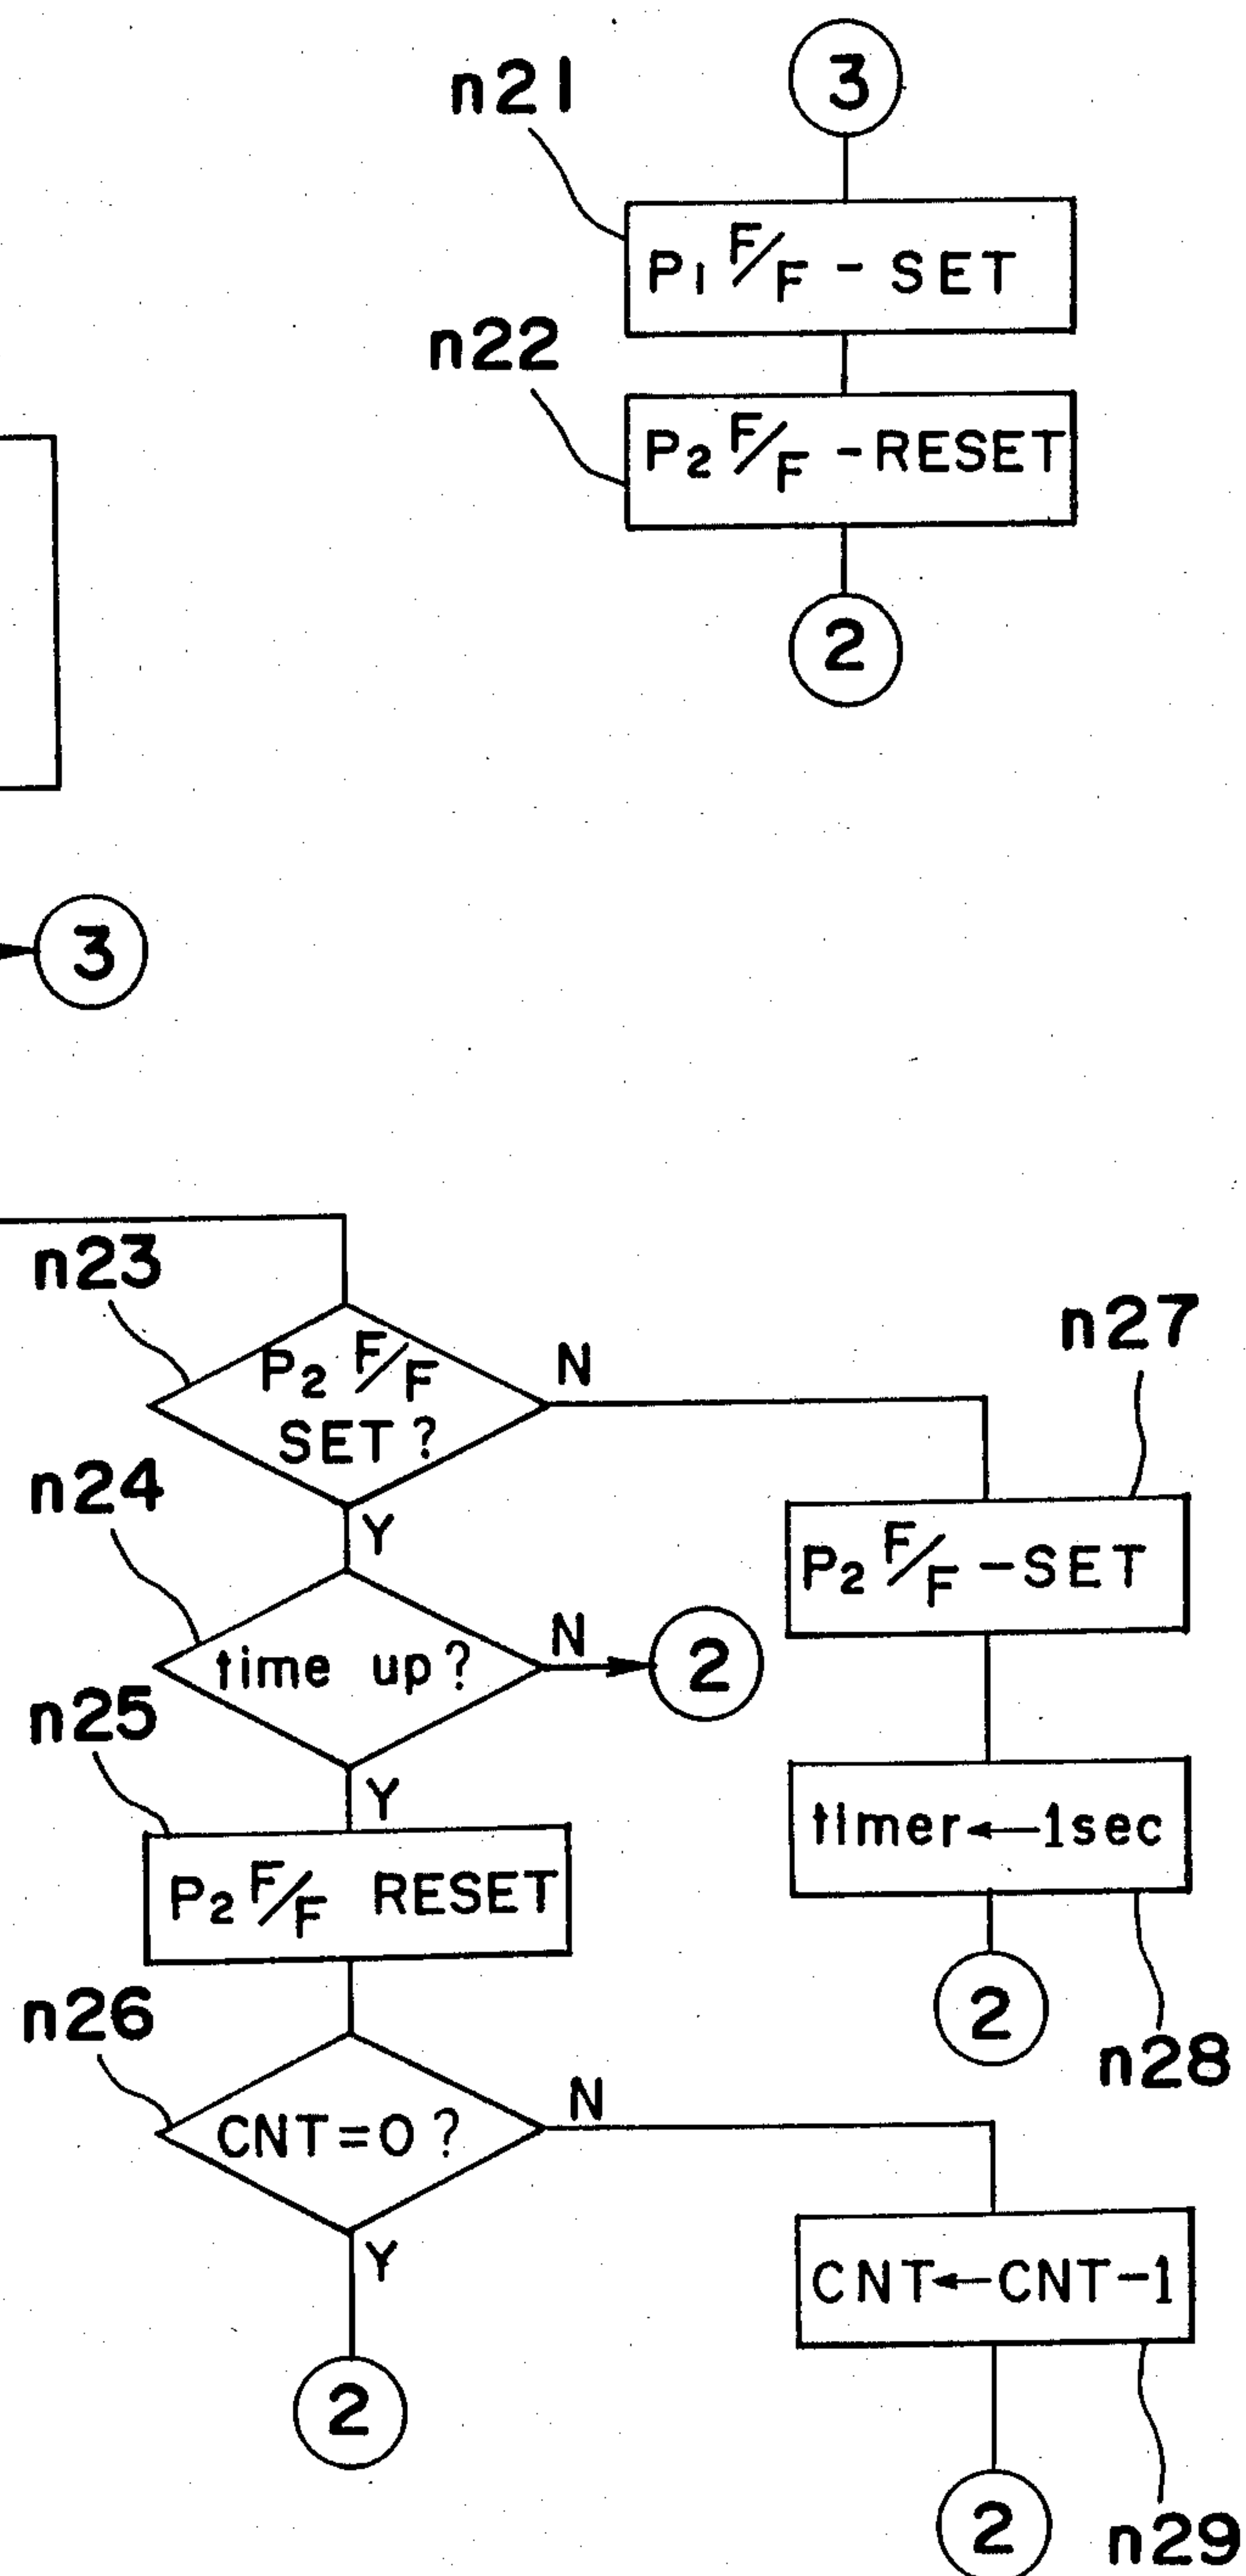 3
n21
P1 F/F - SET
n22
P2 F/F - RESET
2
3
n23
P2 F/F
SET ?
N
n27
n24
Y
P2 F/F - SET
time up ?
N
2
n25
Y
timer ← 1sec
P2 F/F RESET
2
n28
n26
CNT=0 ?
N
Y
CNT ← CNT-1
2
2
n29